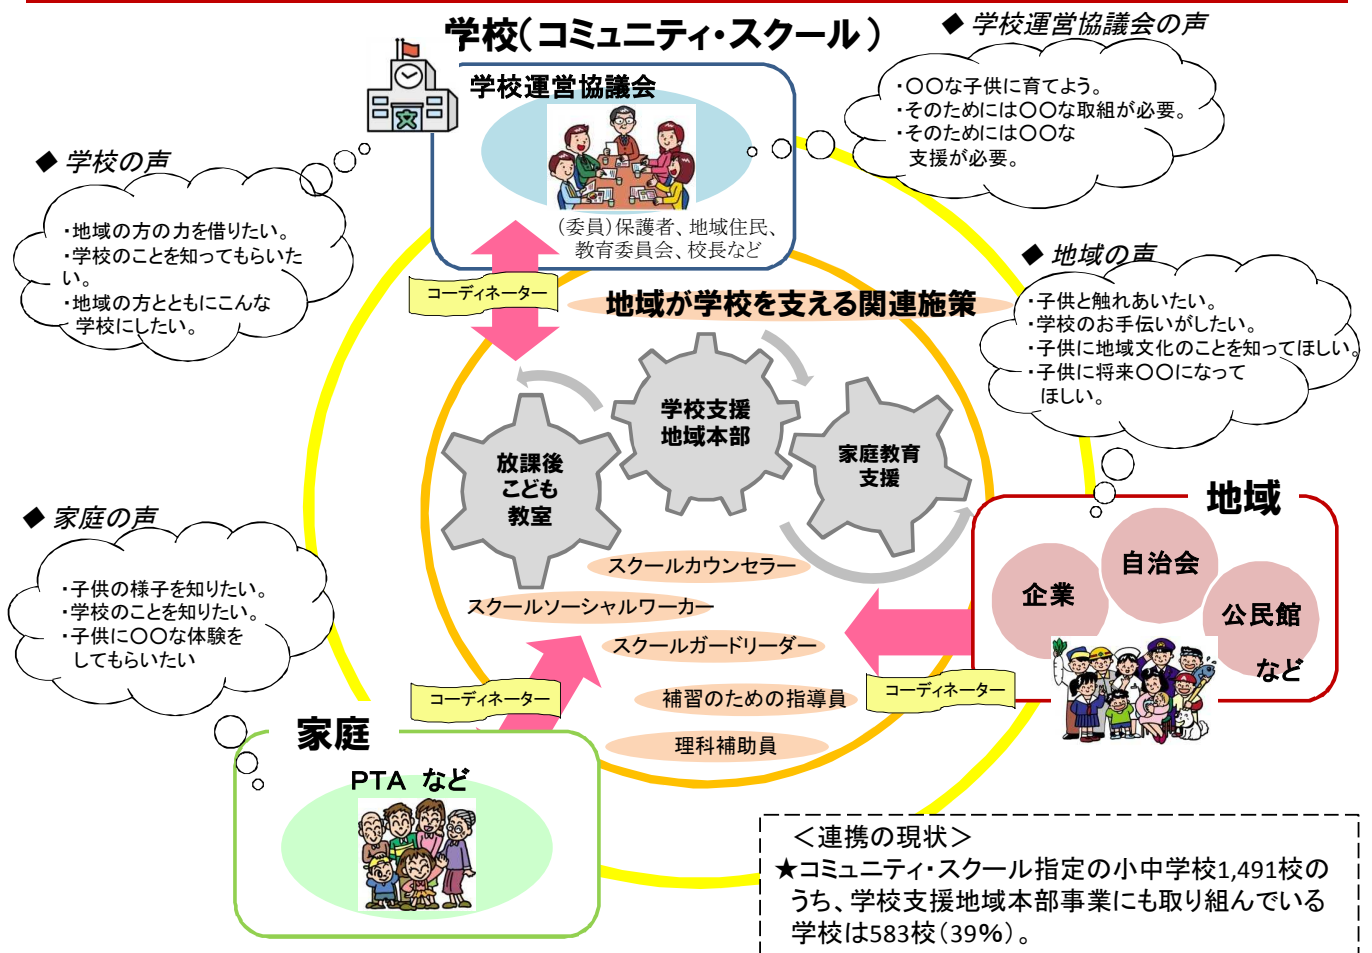 学校(コミュニティ・スクール)
◆ 学校運営協議会の声
・〇〇な子供に育てよう。
・そのためには〇〇な取組が必要。
・そのためには〇〇な
支援が必要。
学校運営協議会
文
(委員)保護者、地域住民、
教育委員会、校長など
◆ 学校の声
・地域の方の力を借りたい。
・学校のことを知ってもらいた
い。
・地域の方とともにこんな
学校にしたい。
コーディネーター
地域が学校を支える関連施策
◆ 地域の声
・子供と触れあいたい。
・学校のお手伝いがしたい。
・子供に地域文化のことを知ってほしい。
・子供に将来〇〇になって
ほしい。
学校支援
地域本部
放課後
こども
教室
家庭教育
支援
地域
企業
自治会
公民館
など
◆ 家庭の声
・子供の様子を知りたい。
・学校のことを知りたい。
・子供に〇〇な体験を
してもらいたい
スクールカウンセラー
スクールソーシャルワーカー
スクールガードリーダー
補習のための指導員
理科補助員
コーディネーター
コーディネーター
家庭
PTA など
<連携の現状>
★コミュニティ・スクール指定の小中学校1,491校の
うち、学校支援地域本部事業にも取り組んでいる
学校は583校(39%)。